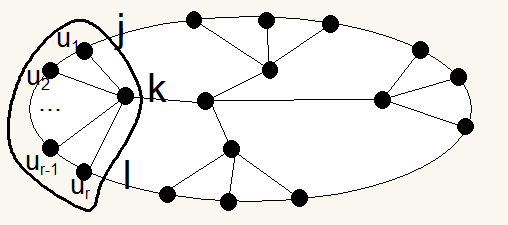 u₁ j
u₂
k
...
uᵣ₋₁
uᵣ l